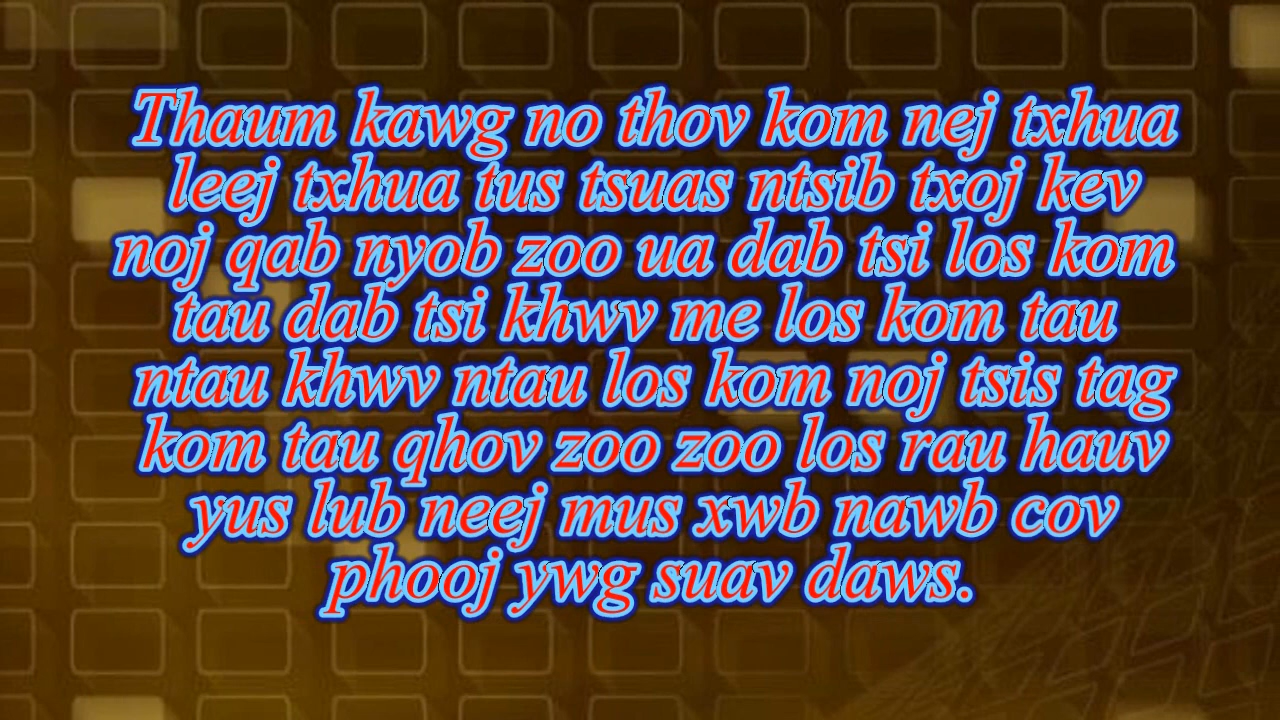 Thaum kawg no thov kom nej txhua
leej txhua tus tsuas ntsib txoj kev
noj qab nyob zoo ua dab tsi los kom
tau dab tsi khwv me los kom tau
ntau khwv ntau los kom noj tsis tag
kom tau qhov zoo zoo los rau hauv
yus lub neej mus xwb nawb cov
phooj ywg suav daws.